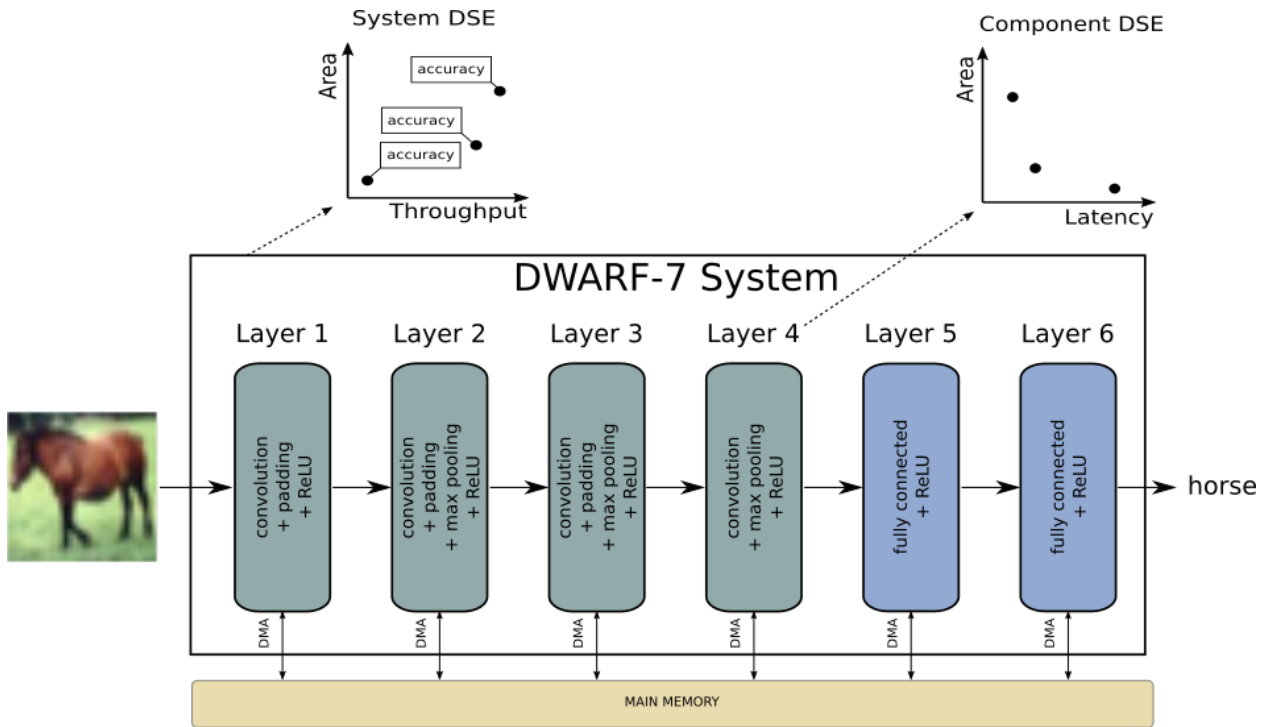 System DSE
Area
accuracy
accuracy
accuracy
Throughput
Component DSE
Area
Latency
DWARF-7 System
Layer 1
Layer 2
Layer 3
Layer 4
Layer 5
Layer 6
convolution
+ padding
+ ReLU
convolution
+ padding
+ max pooling
+ ReLU
convolution
+ padding
+ max pooling
+ ReLU
convolution
+ max pooling
+ ReLU
fully connected
+ ReLU
fully connected
+ ReLU
horse
DMA
DMA
DMA
DMA
DMA
DMA
MAIN MEMORY